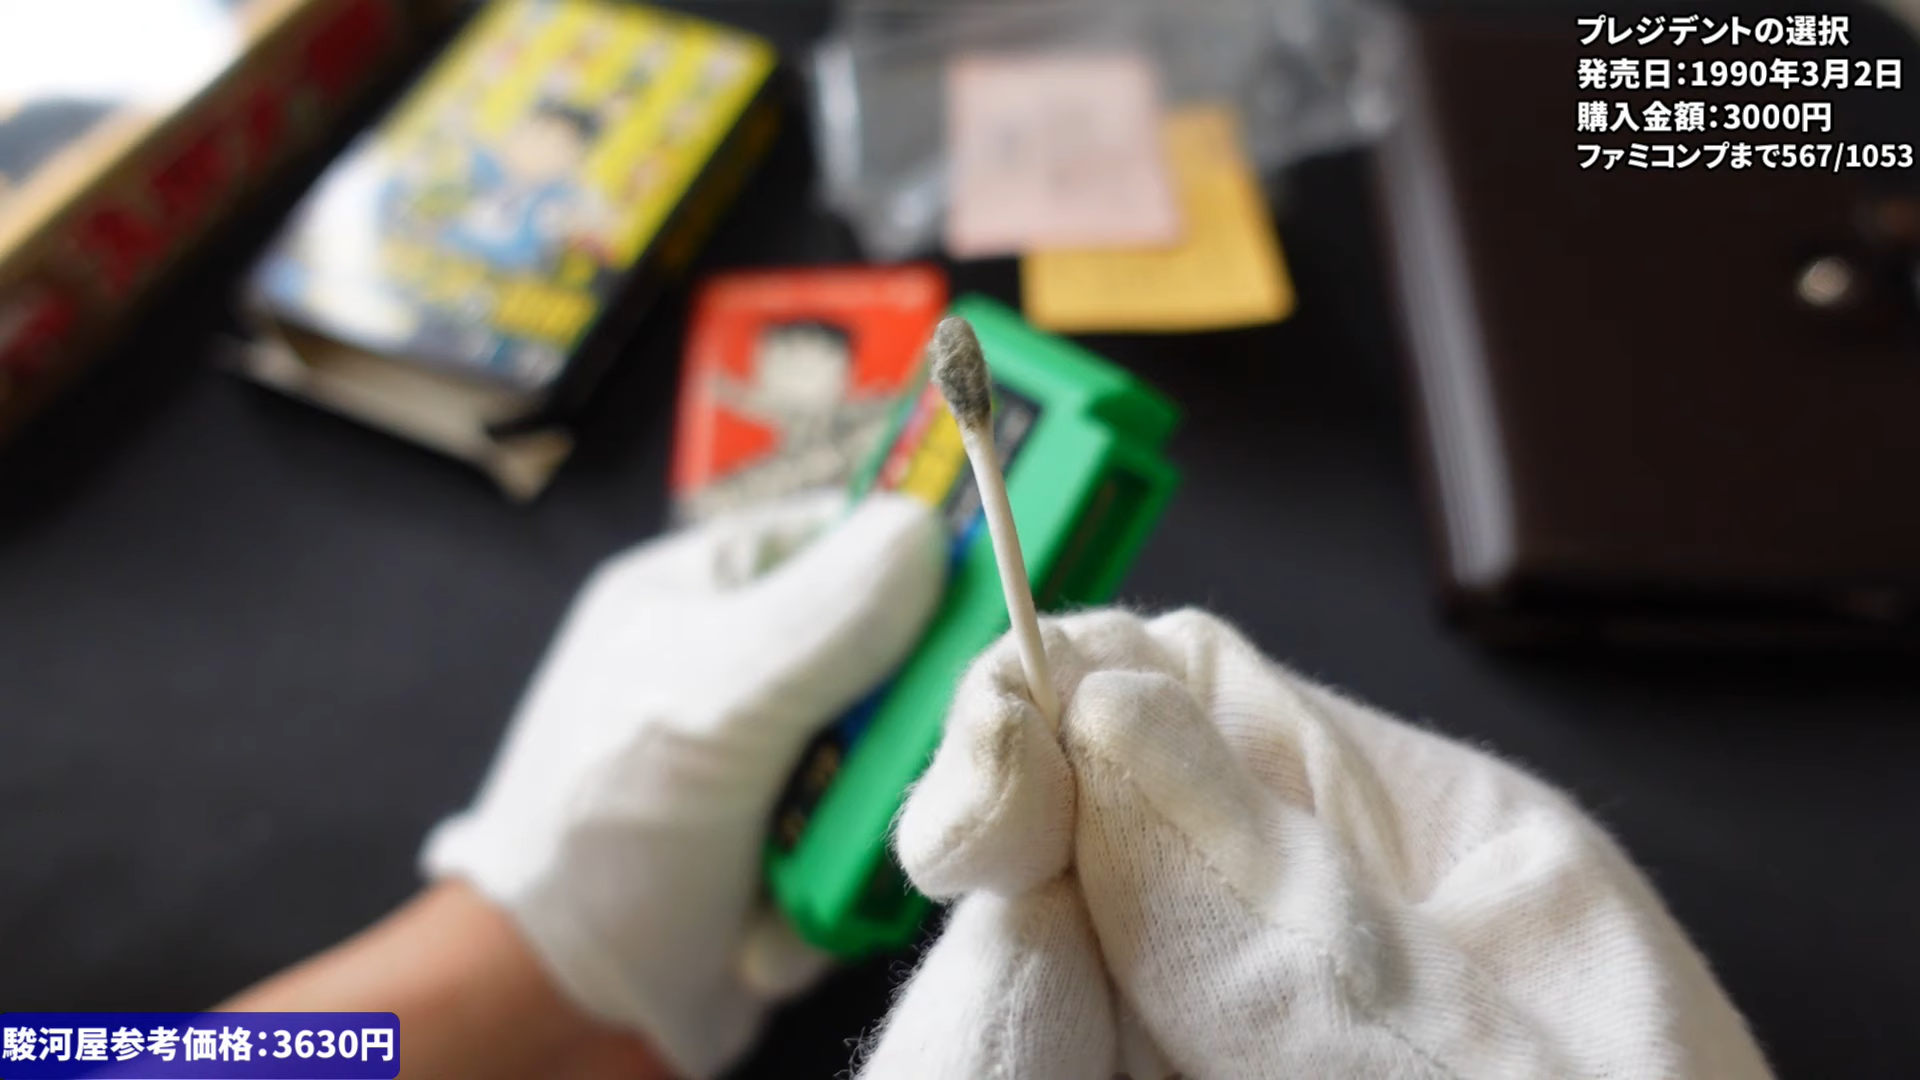 プレジデントの選択
発売日：1990年3月2日
購入金額：3000円
ファミコンプまで567/1053
駿河屋参考価格：3630円